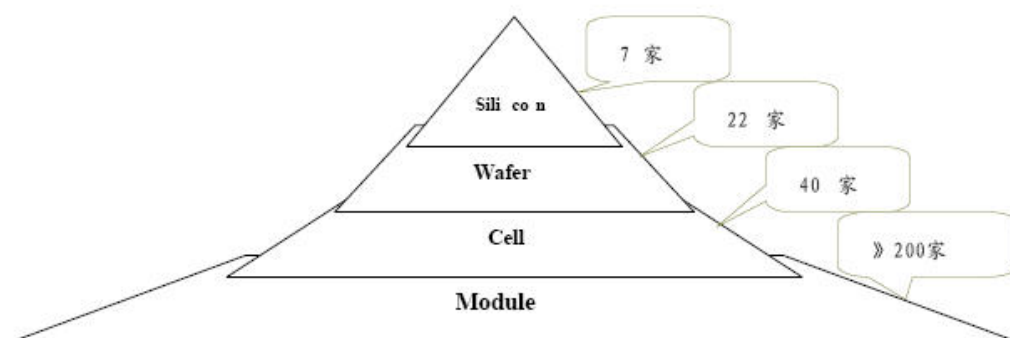 7 家
Sili co n
22 家
Wafer
40 家
Cell
》200家
Module